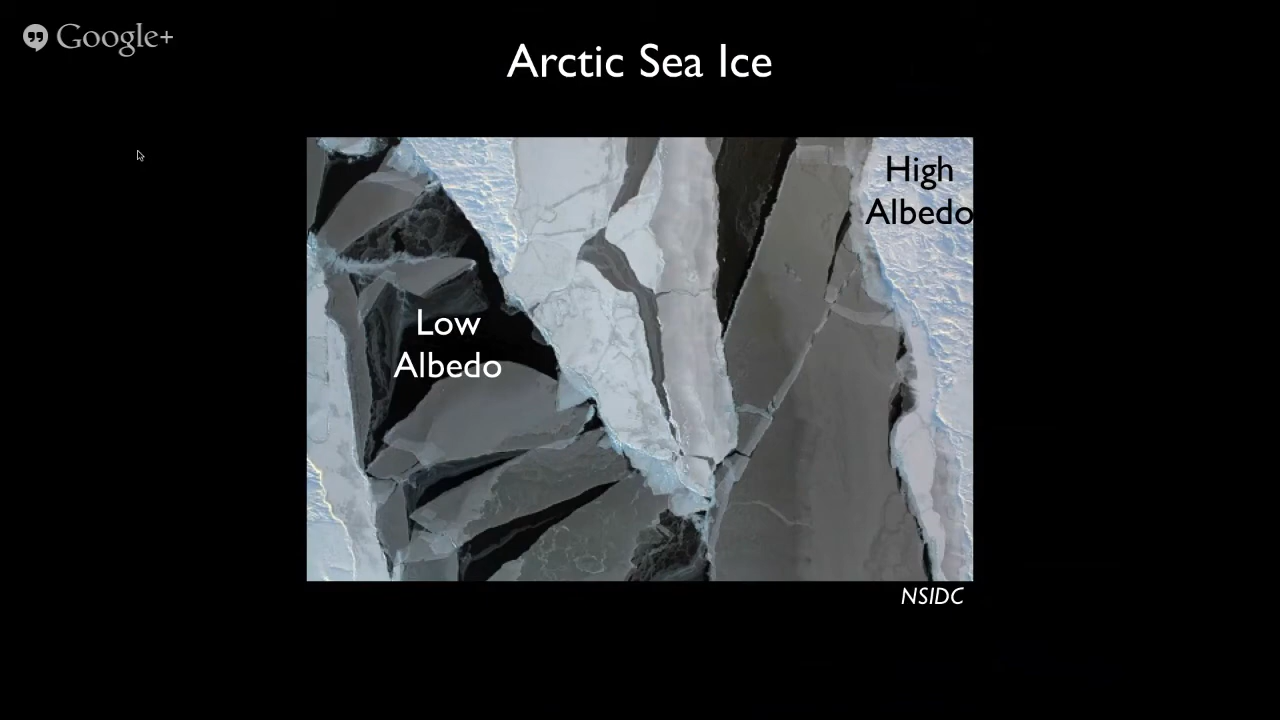 Google+
Arctic Sea Ice
High
Albedo
Low
Albedo
NSIDC